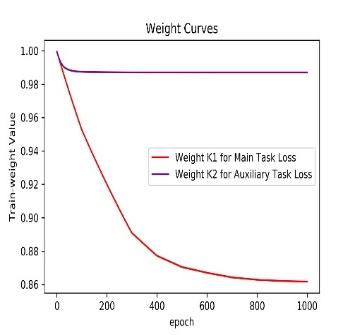 Weight Curves
1.00
0.98
0.96
0.94
0.92
0.90
0.88
0.86
Train-weight Value
Weight K1 for Main Task Loss
Weight K2 for Auxiliary Task Loss
0 200 400 600 800 1000
epoch